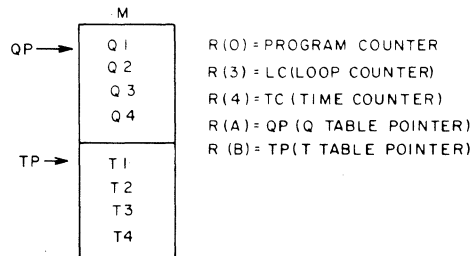 M
QP
Q1
Q2
Q3
Q4
TP
T1
T2
T3
T4
R(0)=PROGRAM COUNTER
R(3)=LC(LOOP COUNTER)
R(4)=TC(TIME COUNTER)
R(A)=QP(Q TABLE POINTER)
R(B)=TP(T TABLE POINTER)